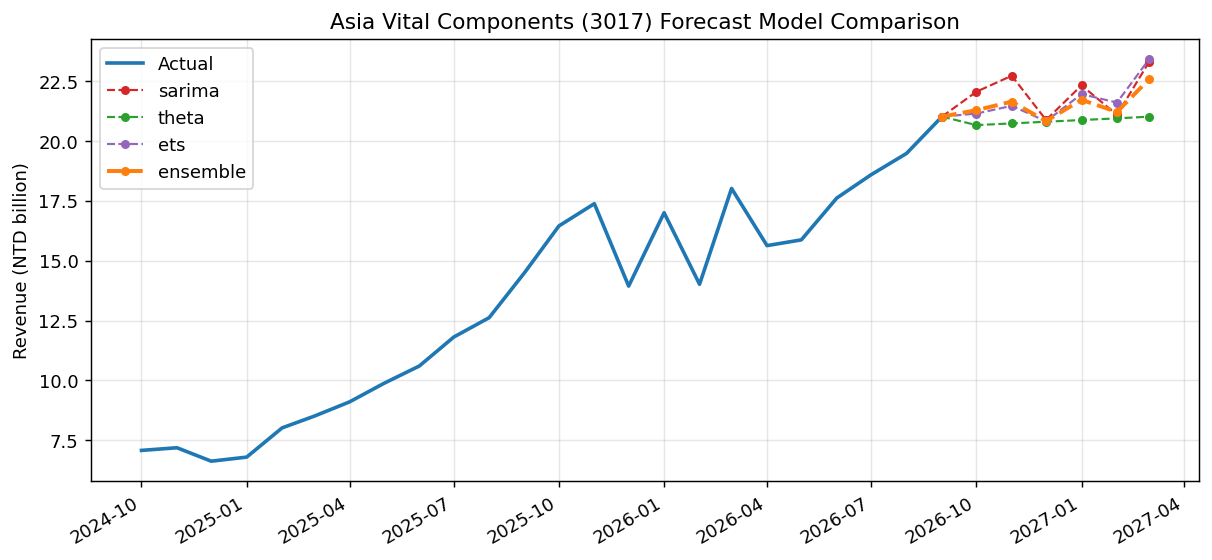 Asia Vital Components (3017) Forecast Model Comparison
Actual
sarima
theta
ets
ensemble
Revenue (NTD billion)
22.5
20.0
17.5
15.0
12.5
10.0
7.5
2024-10
2025-01
2025-04
2025-07
2025-10
2026-01
2026-04
2026-07
2026-10
2027-01
2027-04